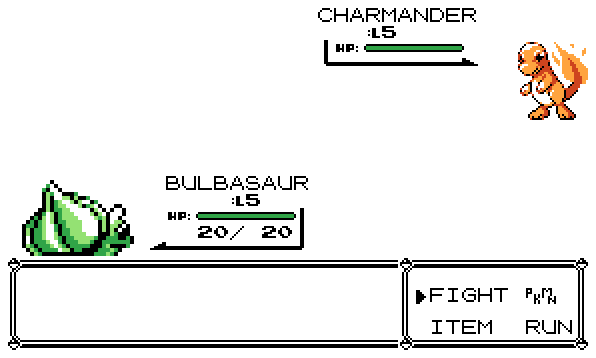 CHARMANDER
:L5
HP:
BULBASAUR
:L5
HP:
20/ 20
▶FIGHT PKMN
ITEM RUN